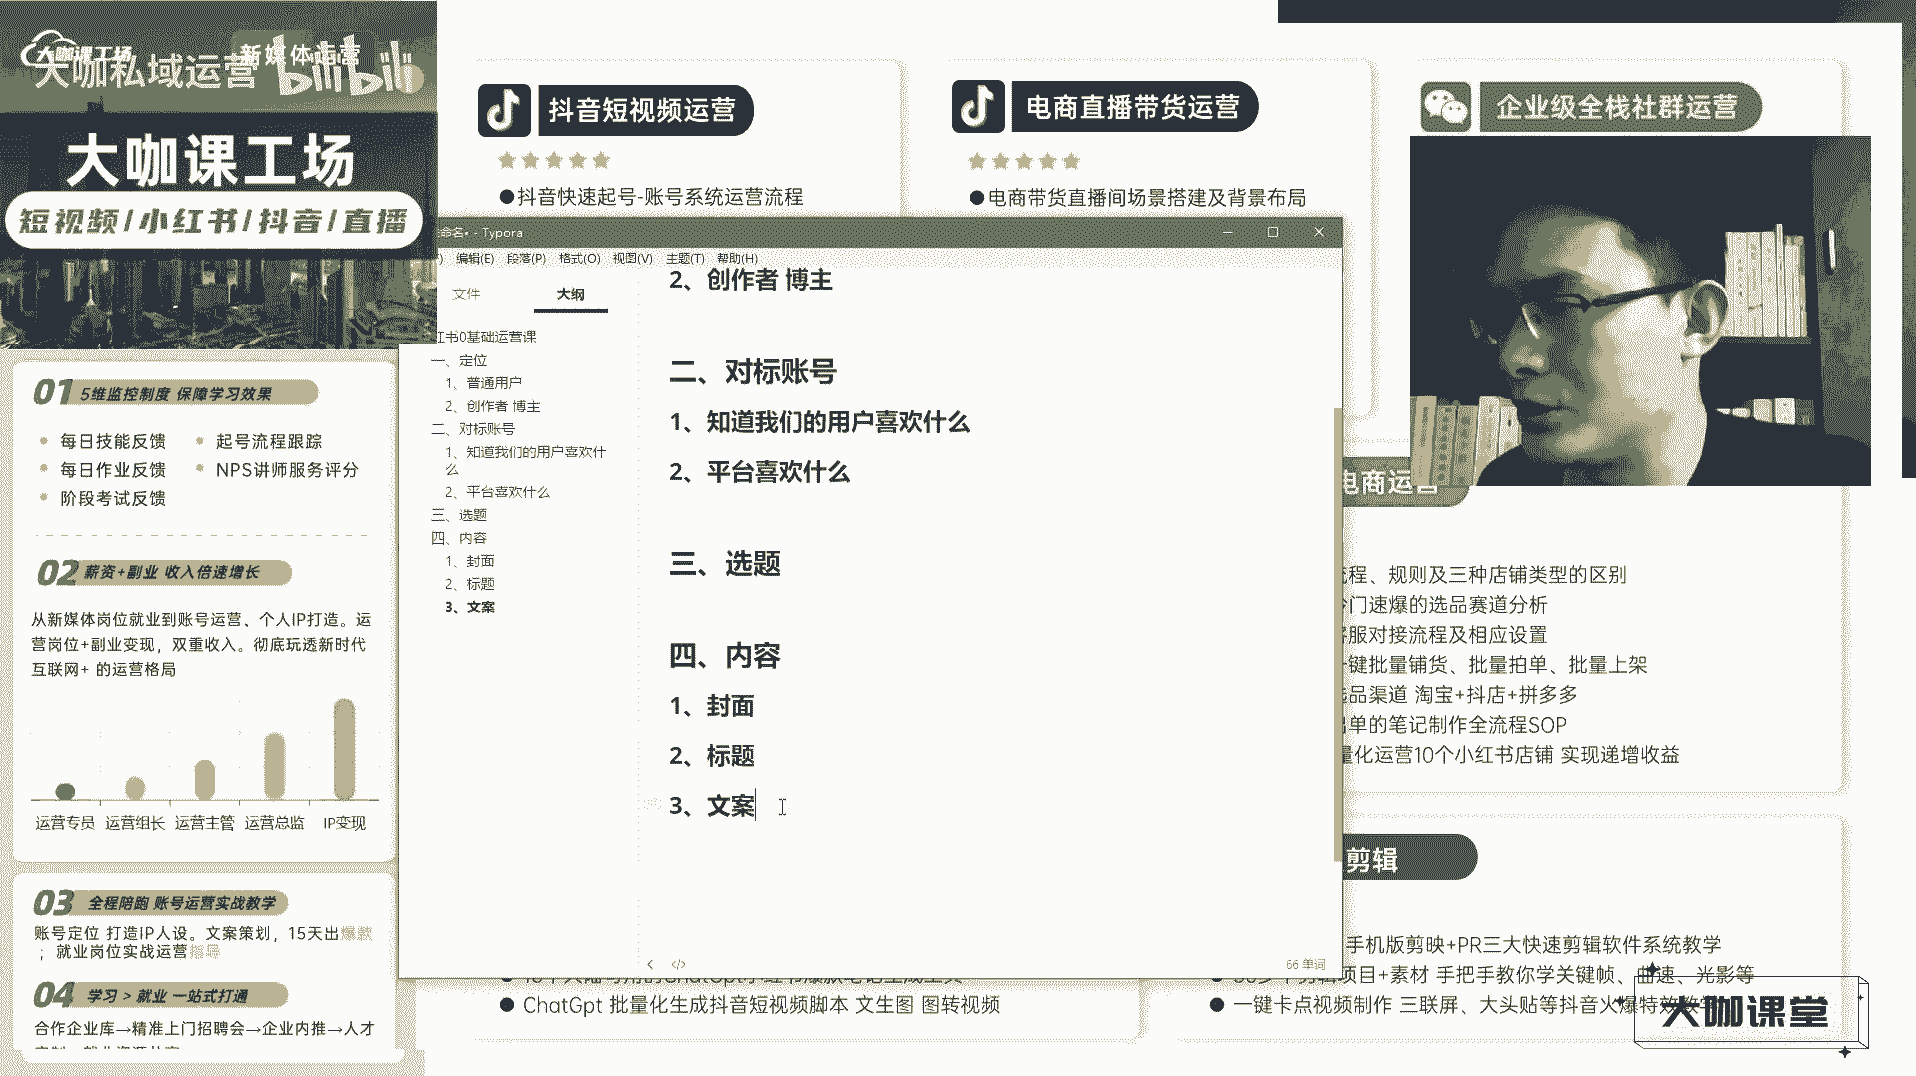 大咖课工场
大咖私域运营
新媒体运营
bilibili
大咖课工场
短视频/小红书/抖音/直播
01 5维监控制度 保障学习效果
每日技能反馈
起号流程跟踪
每日作业反馈
NPS讲师服务评分
阶段考试反馈
02 薪资+副业 收入倍速增长
从新媒体岗位就业到账号运营、个人IP打造。运
营岗位+副业变现，双重收入。彻底玩透新时代
互联网+ 的运营格局
运营专员 运营组长 运营主管 运营总监 IP变现
03 全程陪跑 账号运营实战教学
账号定位 打造IP人设。文案策划，15天出爆款
；就业岗位实战运营指导
04 学习 > 就业 一站式打通
合作企业库→精准上门招聘会→企业内推→人才
抖音短视频运营
●抖音快速起号-账号系统运营流程
电商直播带货运营
●电商带货直播间场景搭建及背景布局
企业级全栈社群运营
命名• - Typora
编辑(E) 段落(P) 格式(O) 视图(V) 主题(T) 帮助(H)
文件
大纲
红书0基础运营课
一、定位
1、普通用户
2、创作者 博主
二、对标账号
1、知道我们的用户喜欢什
么
2、平台喜欢什么
三、选题
四、内容
1、封面
2、标题
3、文案
2、创作者 博主
二、对标账号
1、知道我们的用户喜欢什么
2、平台喜欢什么
三、选题
四、内容
1、封面
2、标题
3、文案
66 单词
电商运营
流程、规则及三种店铺类型的区别
冷门速爆的选品赛道分析
客服对接流程及相应设置
一键批量铺货、批量拍单、批量上架
选品渠道 淘宝+抖店+拼多多
出单的笔记制作全流程SOP
量化运营10个小红书店铺 实现递增收益
剪辑
手机版剪映+PR三大快速剪辑软件系统教学
项目+素材 手把手教你学关键帧、曲速、光影等
● 一键卡点视频制作 三联屏、大头贴等抖音火爆特效教学
● ChatGpt 批量化生成抖音短视频脚本 文生图 图转视频
大咖课堂